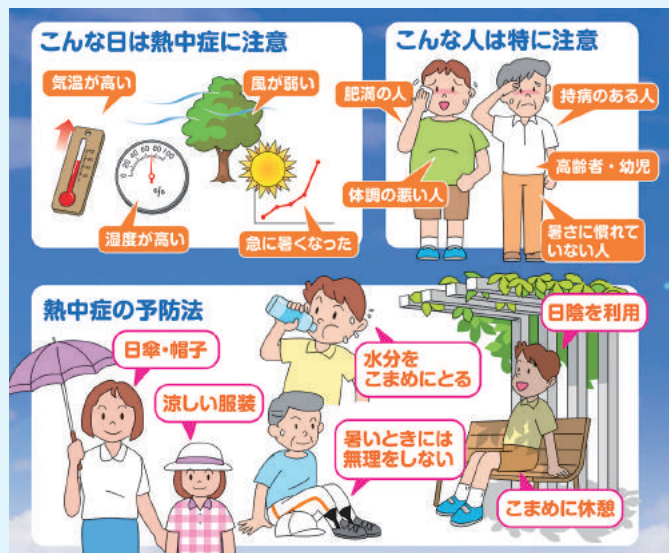 こんな日は熱中症に注意
気温が高い
風が弱い
0 20 40 60 80 100
%
湿度が高い
急に暑くなった
こんな人は特に注意
肥満の人
持病のある人
高齢者・幼児
体調の悪い人
暑さに慣れて
いない人
熱中症の予防法
日傘・帽子
涼しい服装
水分を
こまめにとる
暑いときには
無理をしない
日陰を利用
こまめに休憩